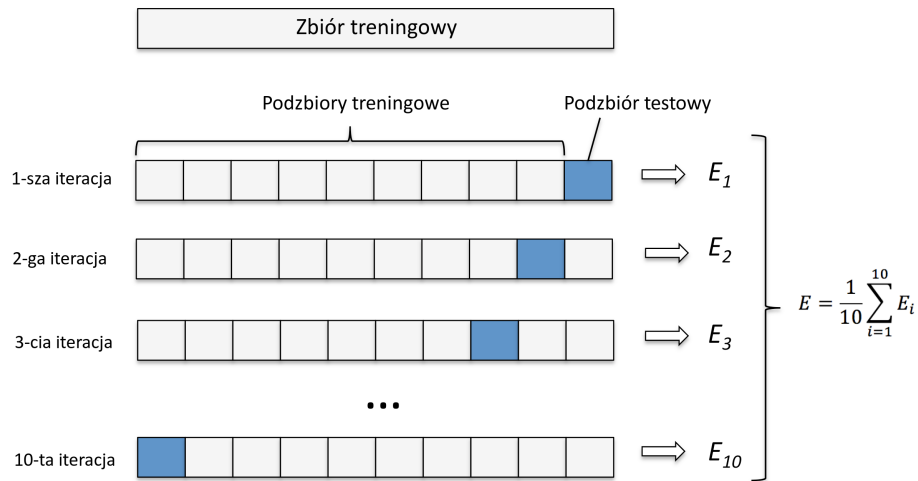 Zbiór treningowy
Podzbiory treningowe
Podzbiór testowy
1-sza iteracja
E₁
2-ga iteracja
E₂
3-cia iteracja
E₃
E = 1/10 ∑_{i=1}^{10} E_i
...
10-ta iteracja
E₁₀